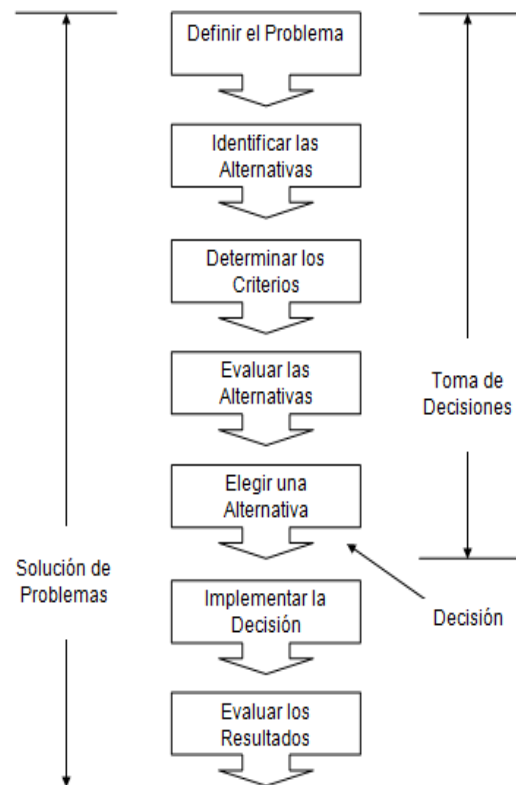 Definir el Problema
Identificar las
Alternativas
Determinar los
Criterios
Evaluar las
Alternativas
Toma de
Decisiones
Elegir una
Alternativa
Solución de
Problemas
Implementar la
Decisión
Decisión
Evaluar los
Resultados